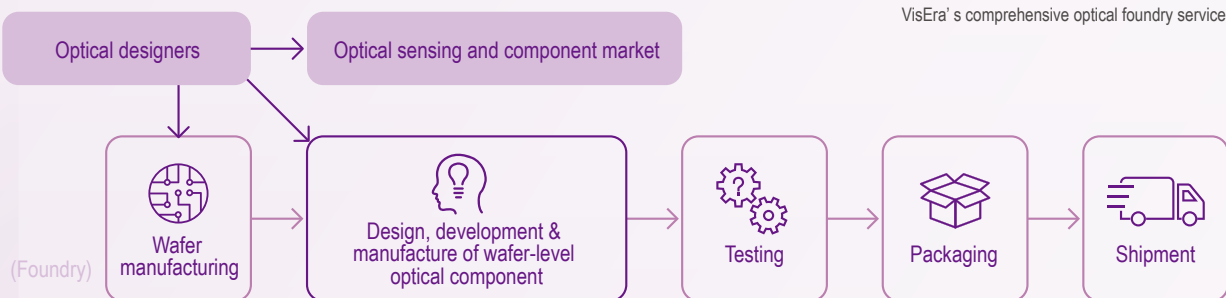 VisEra’ s comprehensive optical foundry service
Optical designers
Optical sensing and component market
(Foundry)
Wafer
manufacturing
Design, development &
manufacture of wafer-level
optical component
?
Testing
Packaging
Shipment